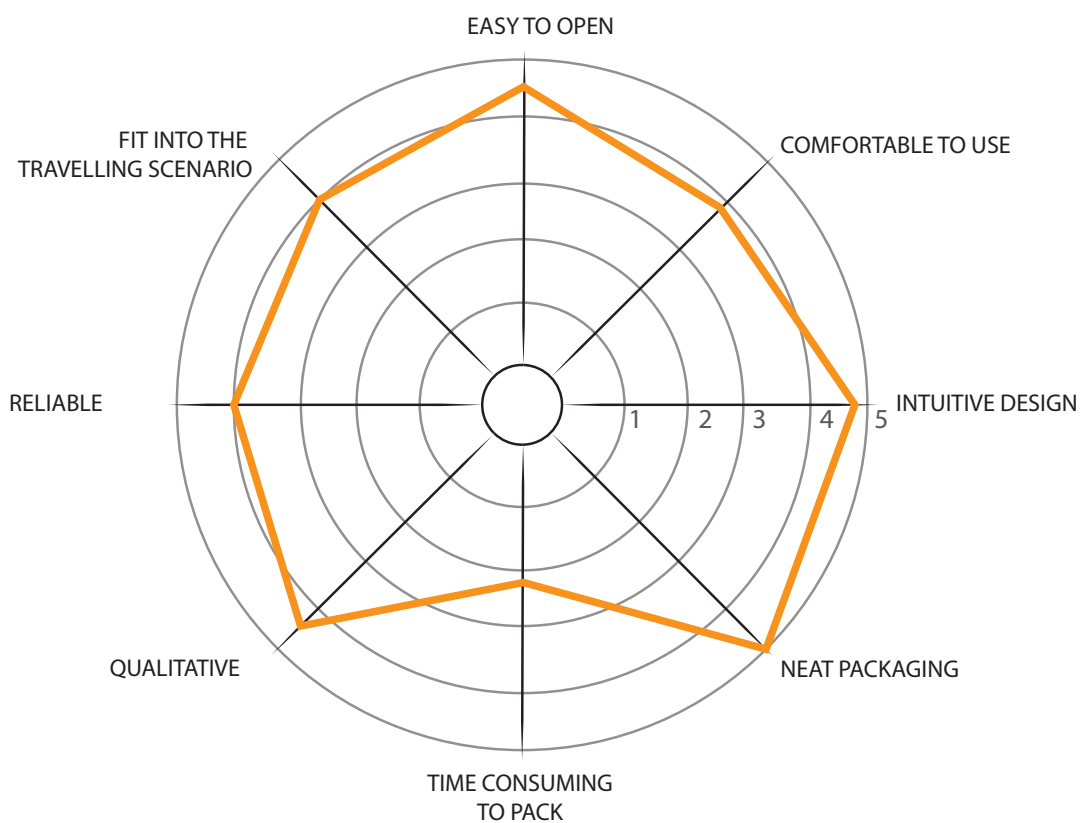 EASY TO OPEN
FIT INTO THE
TRAVELLING SCENARIO
COMFORTABLE TO USE
RELIABLE
1
2
3
4
5
INTUITIVE DESIGN
QUALITATIVE
NEAT PACKAGING
TIME CONSUMING
TO PACK